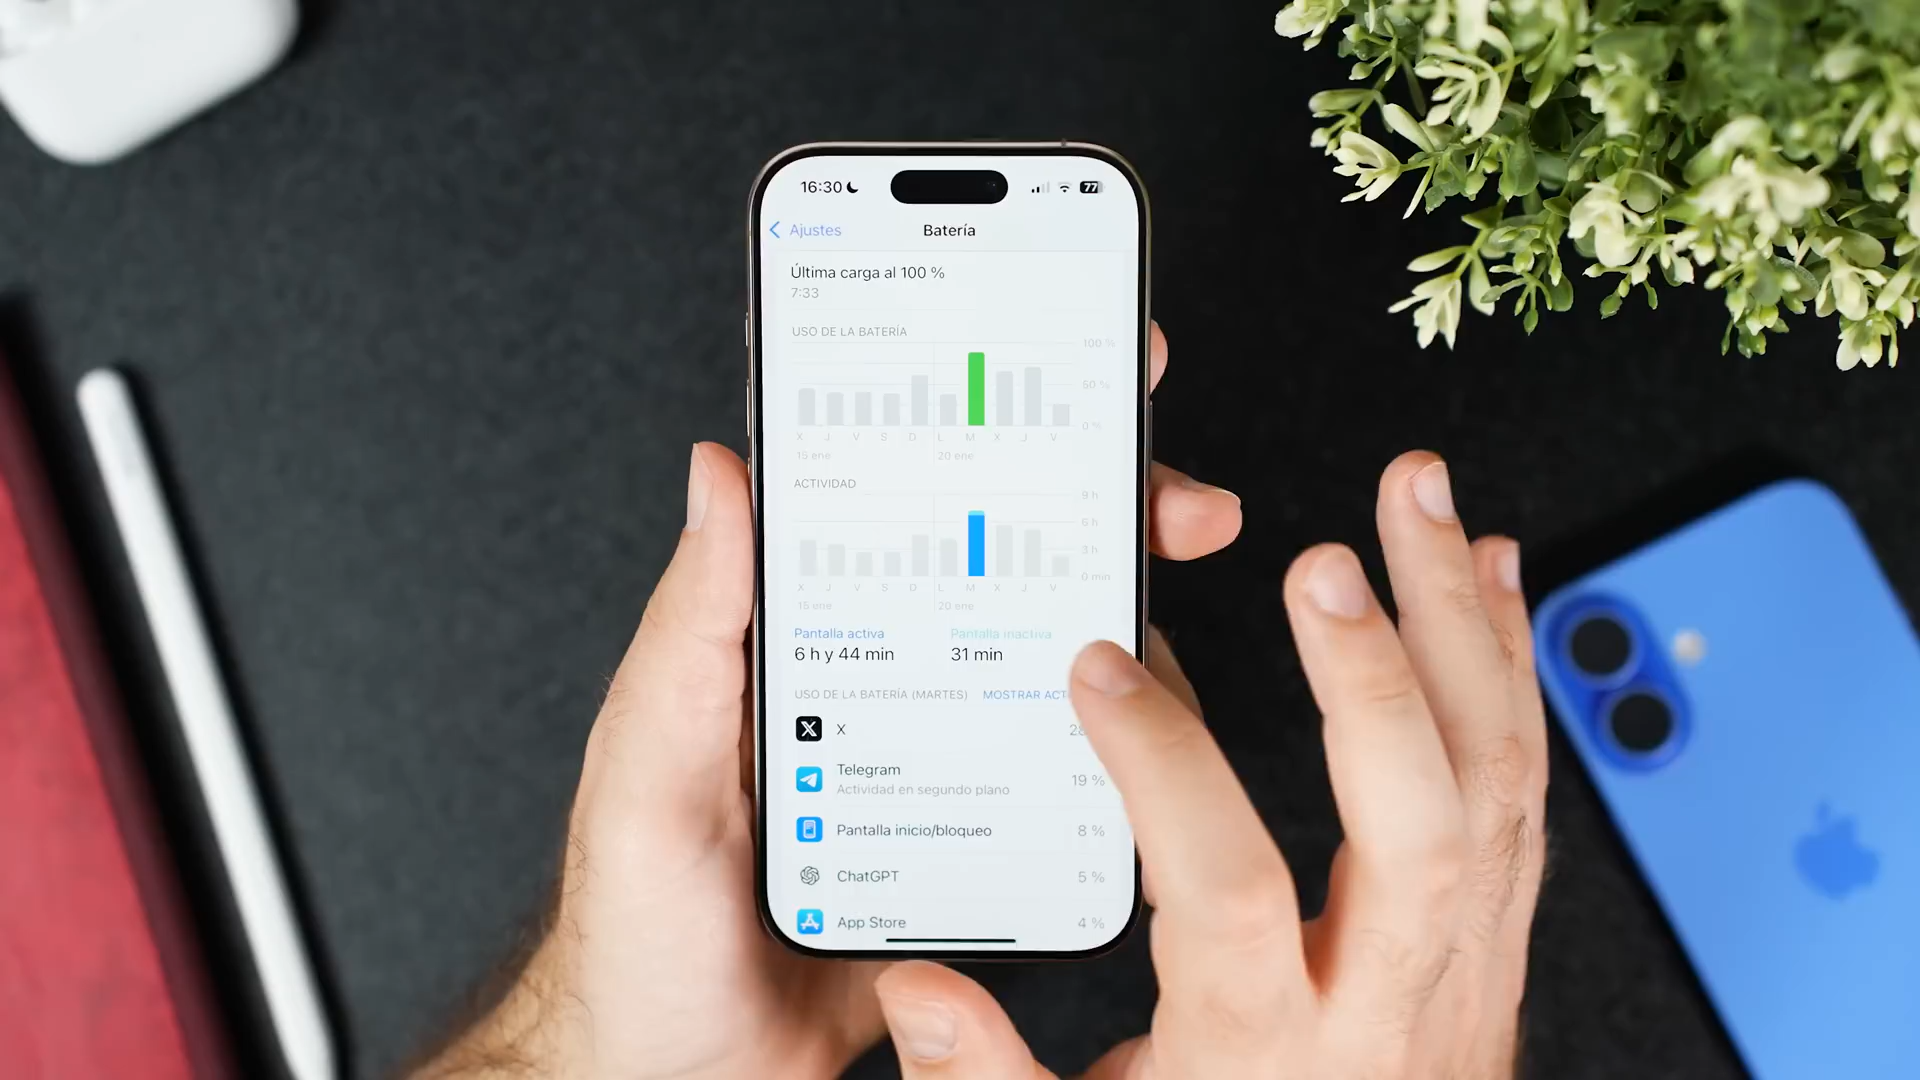 16:30 77
Ajustes Batería
Última carga al 100 %
7:33
USO DE LA BATERÍA
100 %
50 %
0 %
X J V S D L M X J V
15 ene 20 ene
ACTIVIDAD
9 h
6 h
3 h
0 min
X J V S D L M X J V
15 ene 20 ene
Pantalla activa Pantalla inactiva
6 h y 44 min 31 min
USO DE LA BATERÍA (MARTES) MOSTRAR
X
Telegram 19 %
Actividad en segundo plano
Pantalla inicio/bloqueo 8 %
ChatGPT 5 %
App Store 4 %